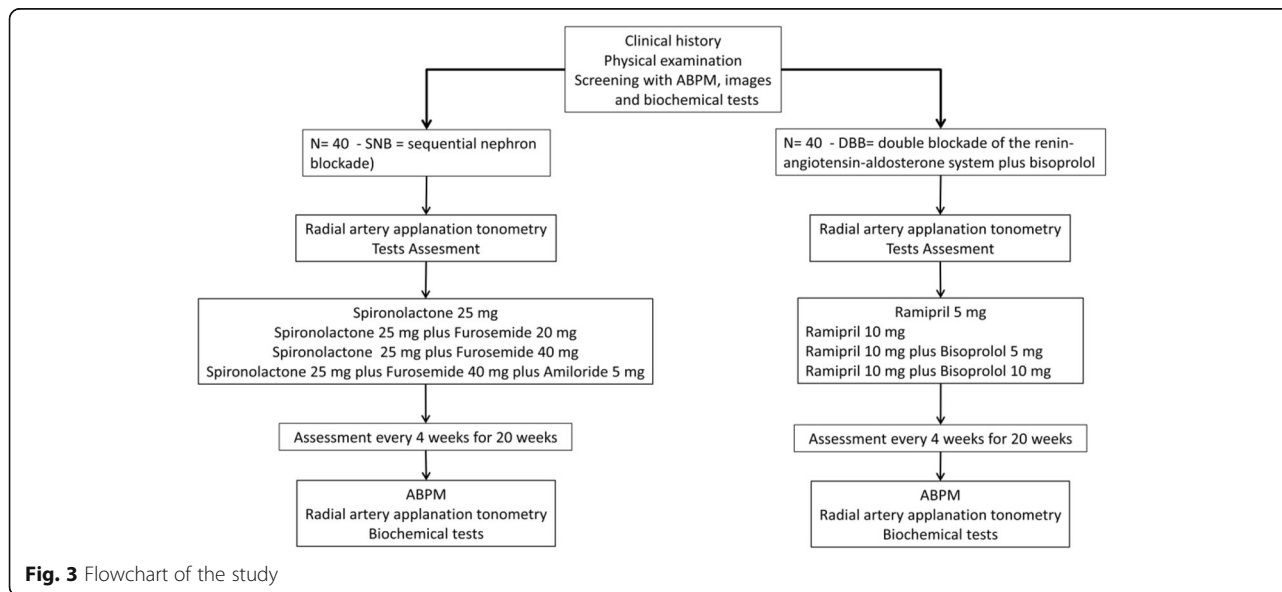 Clinical history
Physical examination
Screening with ABPM, images
and biochemical tests
N= 40 - SNB = sequential nephron
blockade)
Radial artery applanation tonometry
Tests Assesment
Spironolactone 25 mg
Spironolactone 25 mg plus Furosemide 20 mg
Spironolactone 25 mg plus Furosemide 40 mg
Spironolactone 25 mg plus Furosemide 40 mg plus Amiloride 5 mg
Assessment every 4 weeks for 20 weeks
ABPM
Radial artery applanation tonometry
Biochemical tests
N= 40 - DBB= double blockade of the renin-
angiotensin-aldosterone system plus bisoprolol
Radial artery applanation tonometry
Tests Assesment
Ramipril 5 mg
Ramipril 10 mg
Ramipril 10 mg plus Bisoprolol 5 mg
Ramipril 10 mg plus Bisoprolol 10 mg
Assessment every 4 weeks for 20 weeks
ABPM
Radial artery applanation tonometry
Biochemical tests
Fig. 3 Flowchart of the study